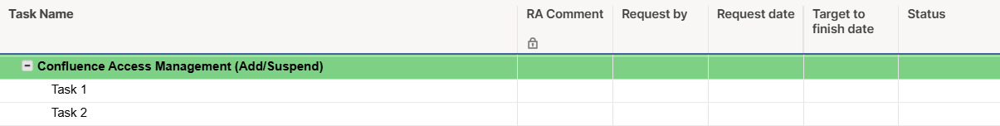 Task Name RA Comment Request by Request date Target to finish date Status
Confluence Access Management (Add/Suspend)
Task 1
Task 2